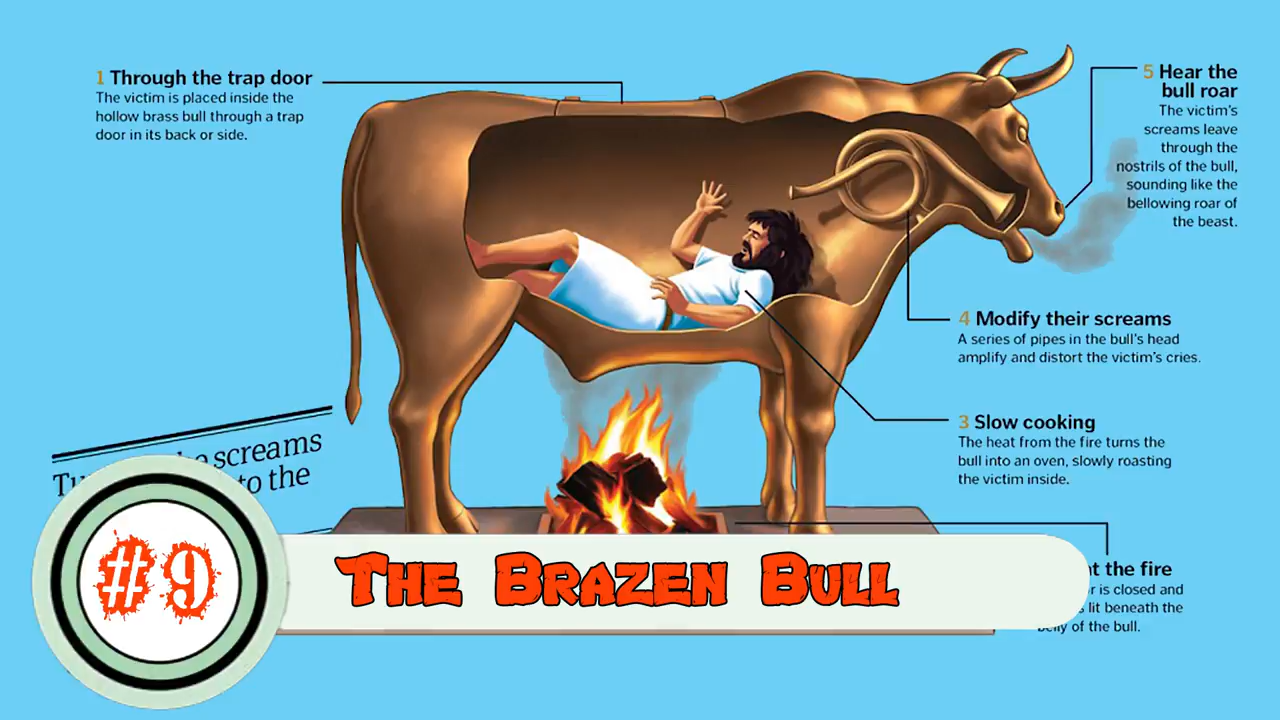 1 Through the trap door
The victim is placed inside the
hollow brass bull through a trap
door in its back or side.
5 Hear the
bull roar
The victim's
screams leave
through the
nostrils of the bull,
sounding like the
bellowing roar of
the beast.
4 Modify their screams
A series of pipes in the bull's head
amplify and distort the victim's cries.
3 Slow cooking
The heat from the fire turns the
bull into an oven, slowly roasting
the victim inside.
screams
to the
the fire
is closed and
lit beneath the
belly of the bull.
#9
The Brazen Bull